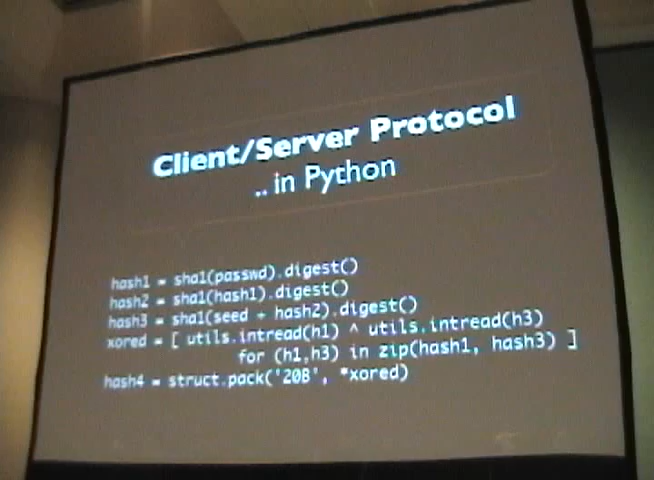 Client/Server Protocol
.. in Python
hash1 = sha1(passwd).digest()
hash2 = sha1(hash1).digest()
hash3 = sha1(seed + hash2).digest()
xored = [ utils.intread(h1) ^ utils.intread(h3)
for (h1,h3) in zip(hash1, hash3) ]
hash4 = struct.pack('20B', *xored)